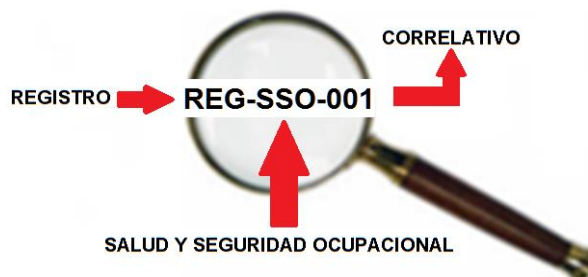 CORRELATIVO
REGISTRO
REG-SSO-001
SALUD Y SEGURIDAD OCUPACIONAL